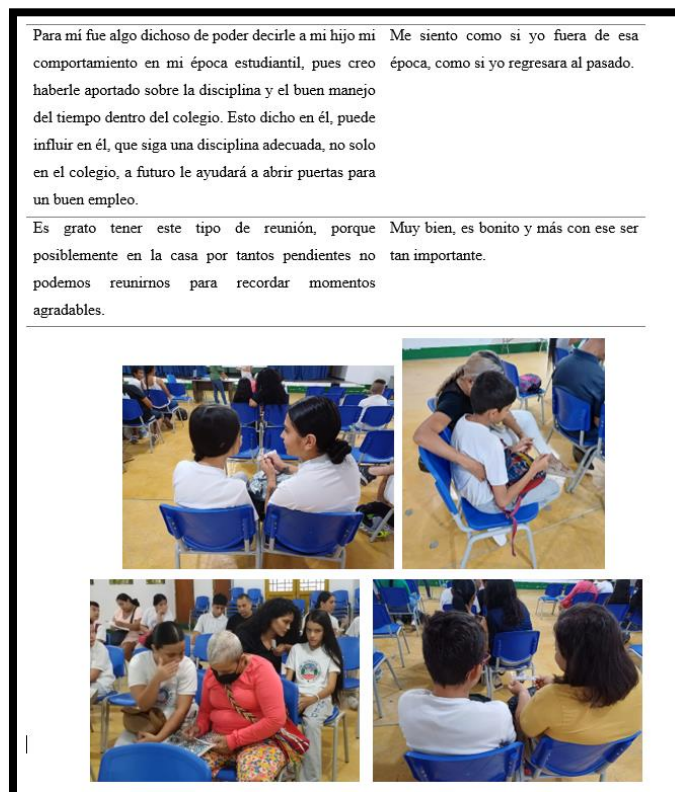 Para mí fue algo dichoso de poder decirle a mi hijo mi
comportamiento en mi época estudiantil, pues creo
haberle aportado sobre la disciplina y el buen manejo
del tiempo dentro del colegio. Esto dicho en él, puede
influir en él, que siga una disciplina adecuada, no solo
en el colegio, a futuro le ayudará a abrir puertas para
un buen empleo.
Me siento como si yo fuera de esa
época, como si yo regresara al pasado.
Es grato tener este tipo de reunión, porque
posiblemente en la casa por tantos pendientes no
podemos reunirnos para recordar momentos
agradables.
Muy bien, es bonito y más con ese ser
tan importante.